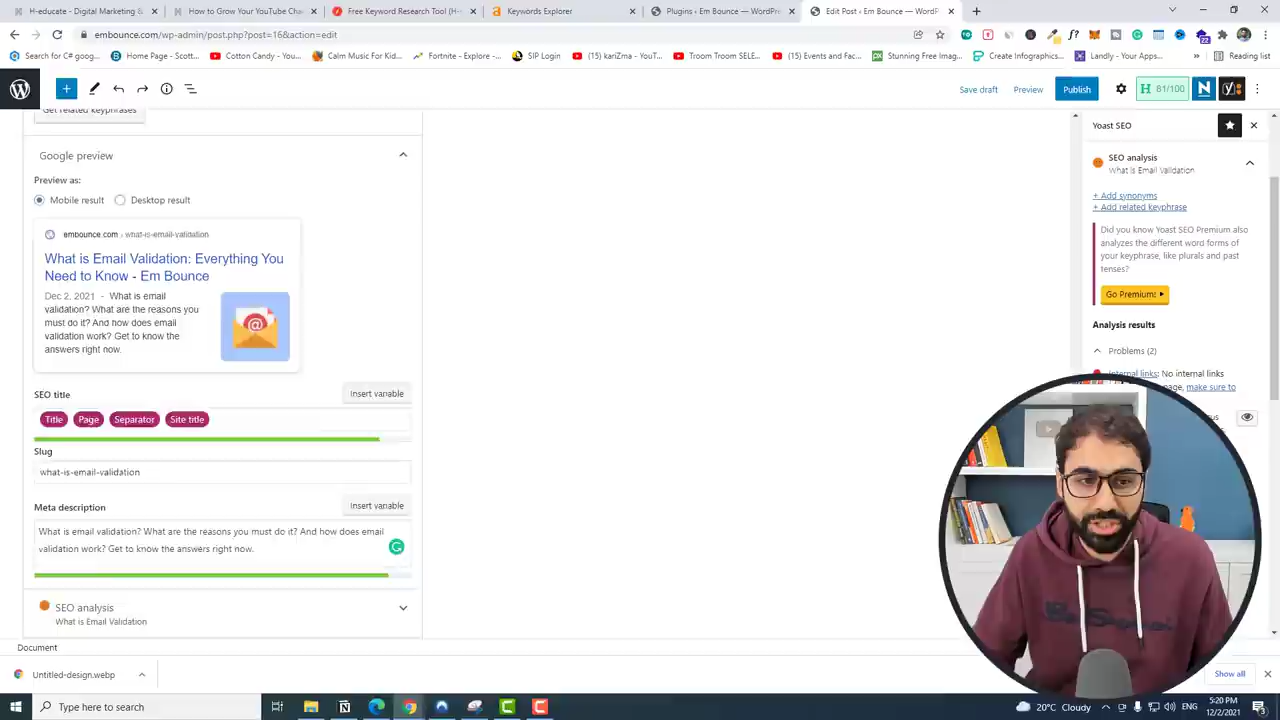 H-educate - Digital Marketing &
How to Grow Your YouTube Chan
Free Keyword Research Tool (H
Keywords Explorer
Plugins ‹ Em Bounce — WordPre
Edit Post ‹ Em Bounce — WordP
embounce.com/wp-admin/post.php?post=16&action=edit
Search for C# goog...
Home Page - Scott...
Cotton Candy - You...
Calm Music For Kid...
Fortnite - Explore -...
SIP Login
(15) kariZma - YouT...
Troom Troom SELE...
(15) Events and Fac...
Stunning Free Imag...
Create Infographics...
Landly - Your Apart...
»
Reading list
Save draft
Preview
Publish
H 81/100
N
Get related keyphrases
Google preview
Preview as:
Mobile result
Desktop result
embounce.com › what-is-email-validation
What is Email Validation: Everything You
Need to Know - Em Bounce
Dec 2, 2021 - What is email
validation? What are the reasons you
must do it? And how does email
validation work? Get to know the
answers right now.
SEO title
Insert variable
Title
Page
Separator
Site title
Slug
what-is-email-validation
Meta description
Insert variable
What is email validation? What are the reasons you must do it? And how does email
validation work? Get to know the answers right now.
SEO analysis
What is Email Validation
Document
Yoast SEO
SEO analysis
What is Email Validation
+ Add synonyms
+ Add related keyphrase
Did you know Yoast SEO Premium also
analyzes the different word forms of
your keyphrase, like plurals and past
tenses?
Go Premium!
Analysis results
Problems (2)
Internal links: No internal links
page, make sure to
Untitled-design.webp
Show all
Type here to search
20°C Cloudy
ENG
5:20 PM
12/2/2021